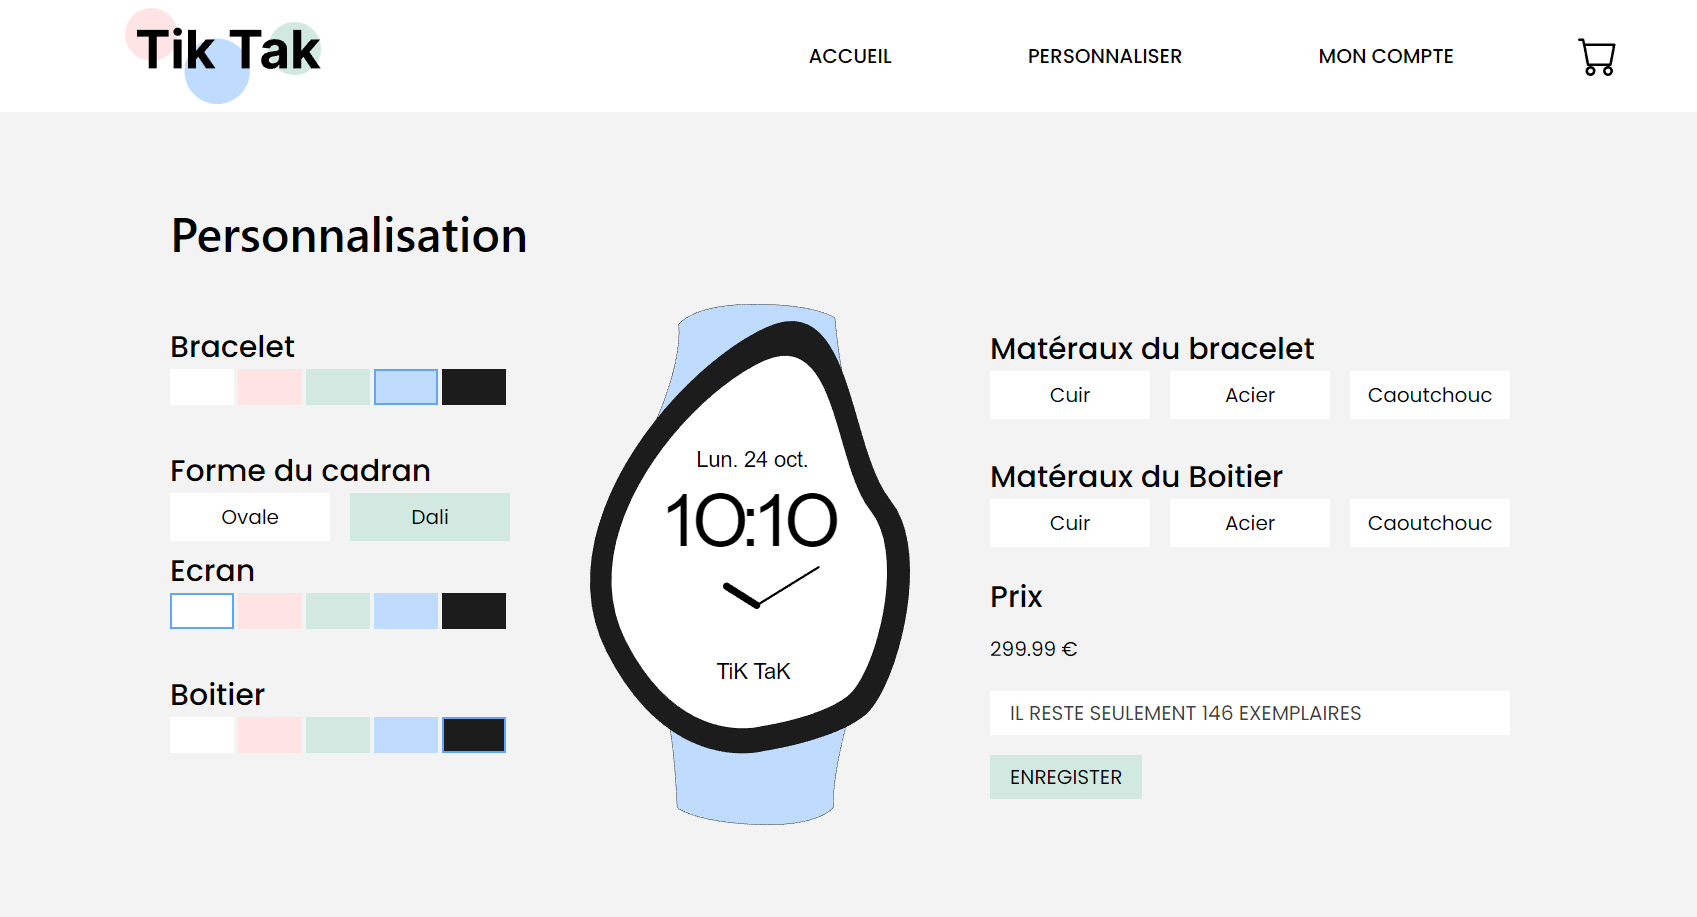 Tik Tak
ACCUEIL
PERSONNALISER
MON COMPTE
Personnalisation
Bracelet
Forme du cadran
Ovale
Dali
Ecran
Boitier
Lun. 24 oct.
10:10
TiK TaK
Matéraux du bracelet
Cuir
Acier
Caoutchouc
Matéraux du Boitier
Cuir
Acier
Caoutchouc
Prix
299.99 €
IL RESTE SEULEMENT 146 EXEMPLAIRES
ENREGISTER